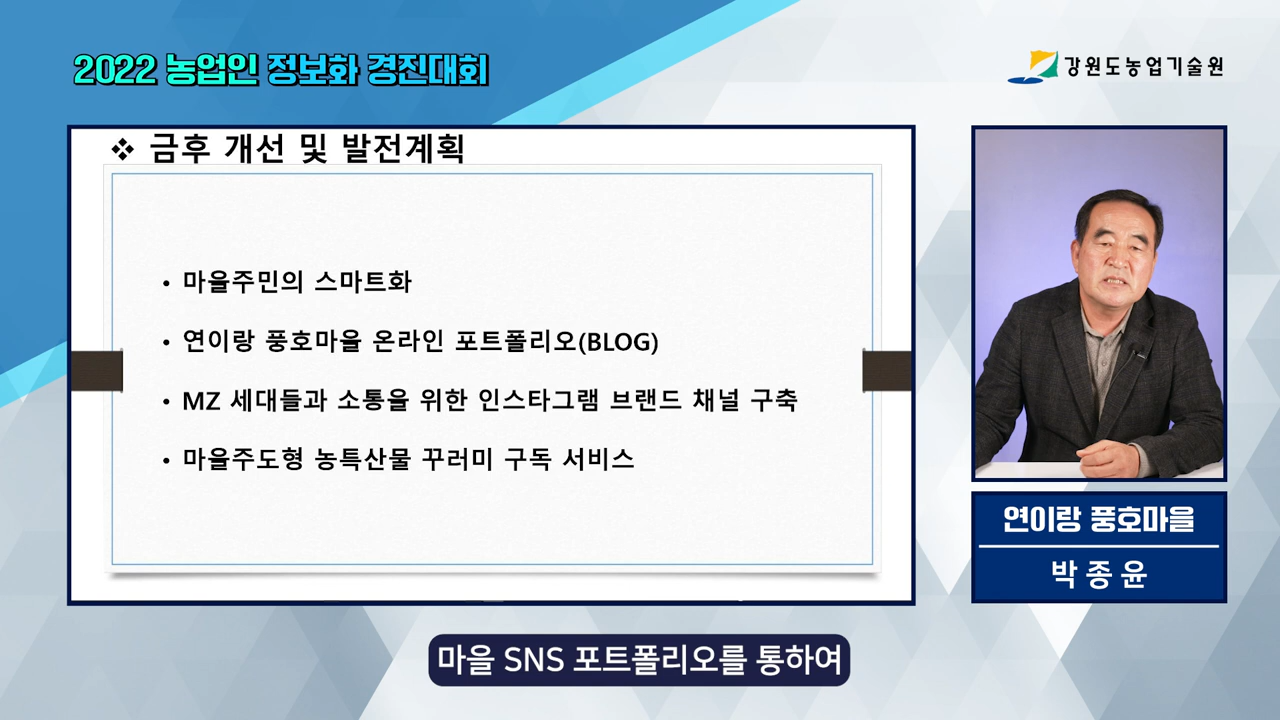 2022 농업인 정보화 경진대회
강원도농업기술원
❖ 금후 개선 및 발전계획
• 마을주민의 스마트화
• 연이랑 풍호마을 온라인 포트폴리오(BLOG)
• MZ 세대들과 소통을 위한 인스타그램 브랜드 채널 구축
• 마을주도형 농특산물 꾸러미 구독 서비스
연이랑 풍호마을
박종윤
마을 SNS 포트폴리오를 통하여